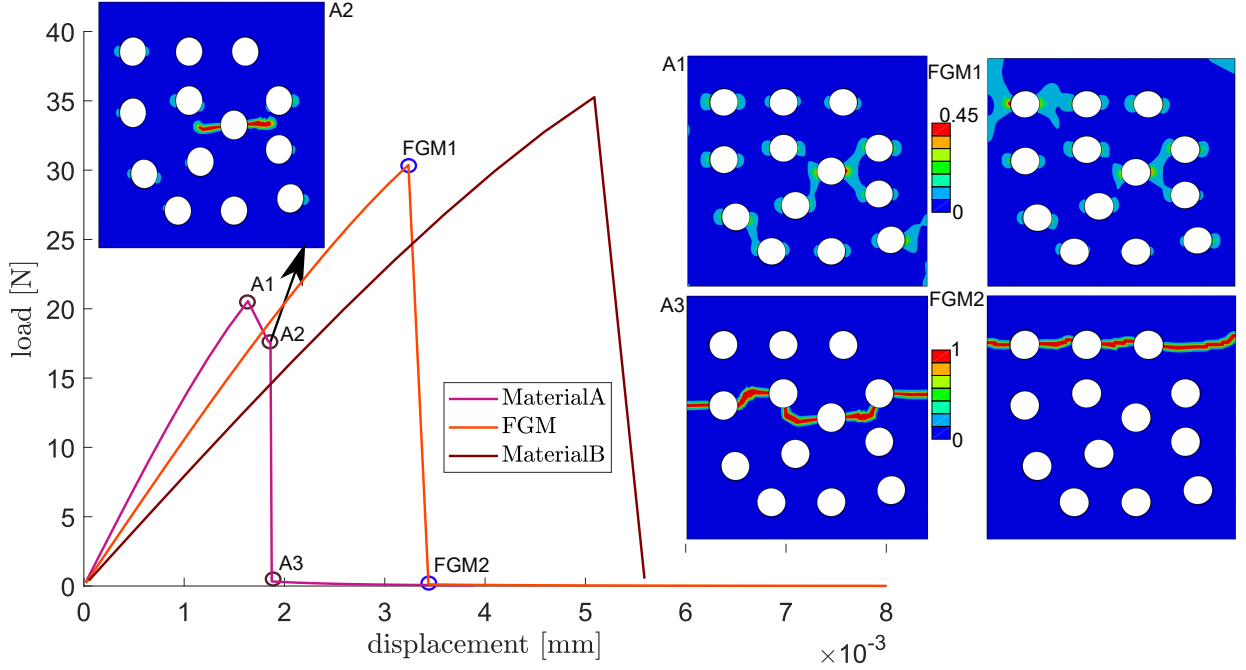 A2
A1
FGM1
0.45
0
A3
FGM2
1
0
40
35
30
25
20
15
10
5
0
load [N]
FGM1
A1
A2
A3
FGM2
MaterialA
FGM
MaterialB
0 1 2 3 4 5 6 7 8
displacement [mm]
×10⁻³